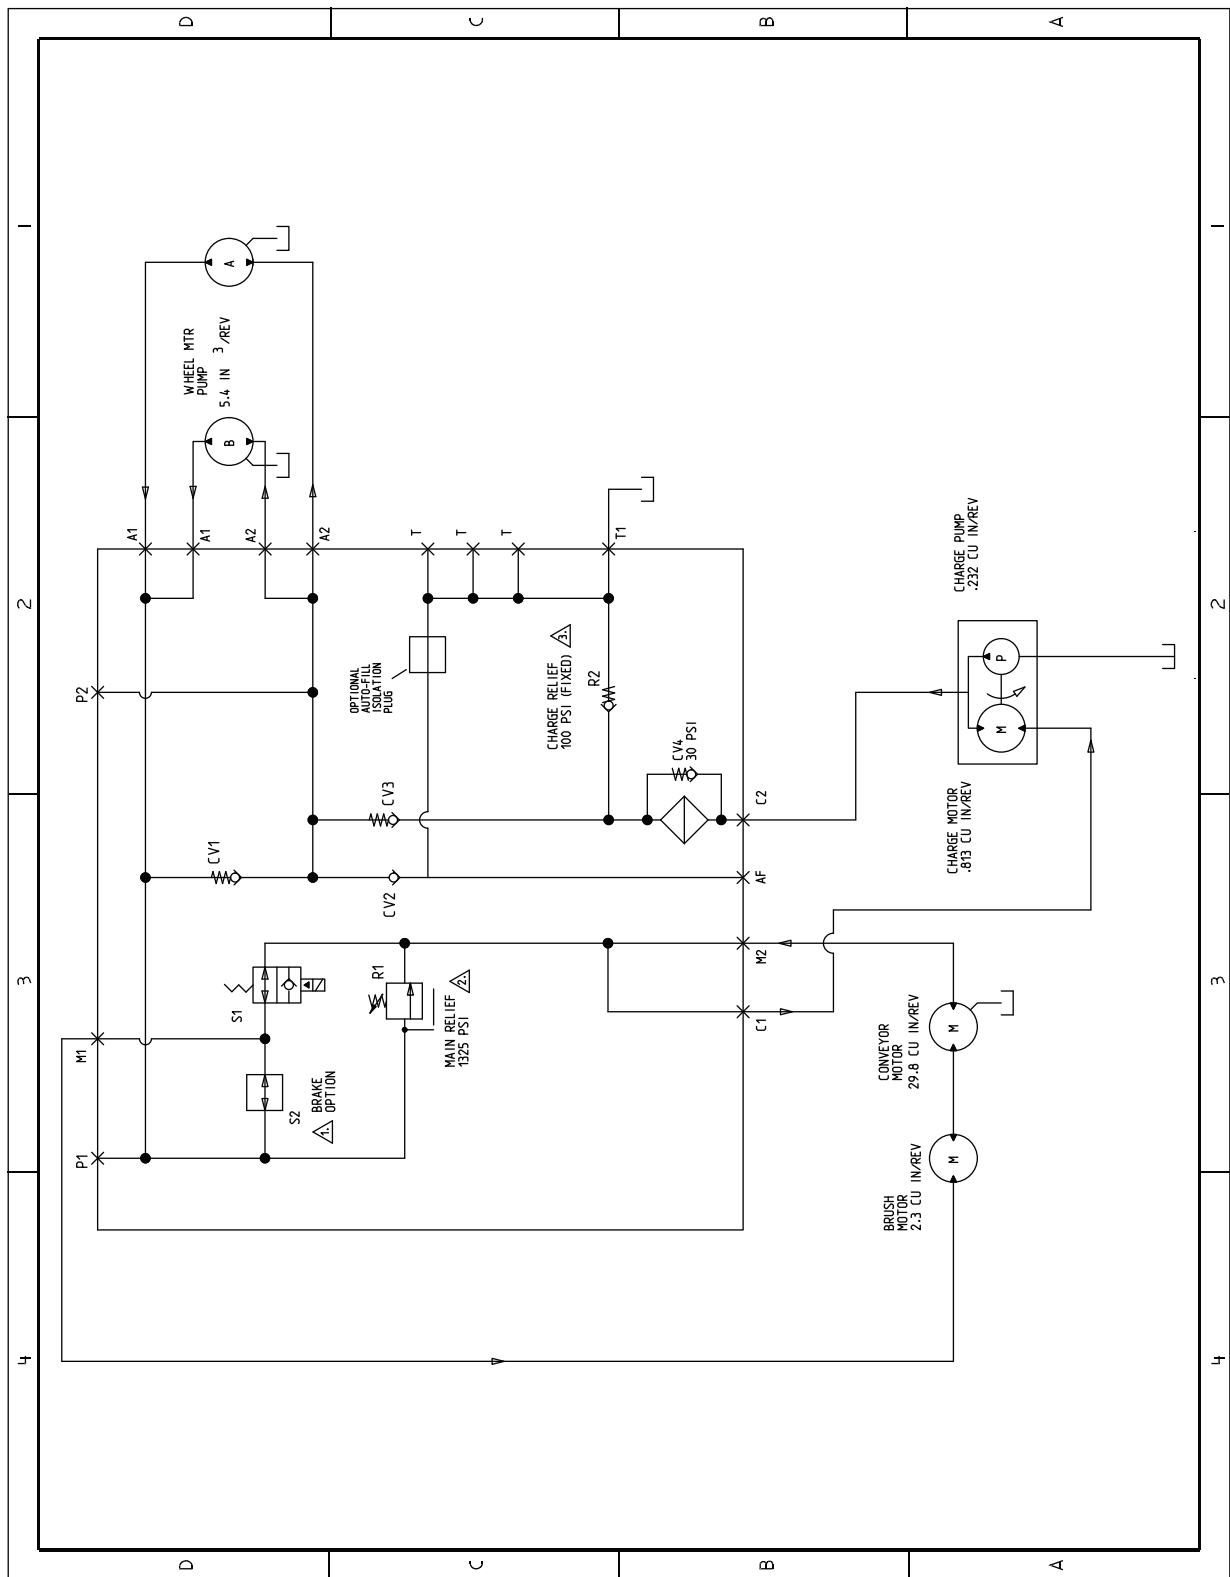 D
C
B
A
1
2
3
4
1
2
3
4
D
C
B
A
WHEEL MTR
PUMP
5.4 IN 3 /REV
A
B
A1
A1
A2
A2
T
T
T
T1
P2
OPTIONAL
AUTO-FILL
ISOLATION
PLUG
CHARGE RELIEF
100 PSI (FIXED)
3.
R2
CV4
30 PSI
CV3
CV1
CV2
C2
AF
M2
C1
S1
R1
MAIN RELIEF
1325 PSI
2.
M1
S2
BRAKE
OPTION
1.
P1
CHARGE PUMP
.232 CU IN/REV
P
M
CHARGE MOTOR
.813 CU IN/REV
CONVEYOR
MOTOR
29.8 CU IN/REV
M
BRUSH
MOTOR
2.3 CU IN/REV
M